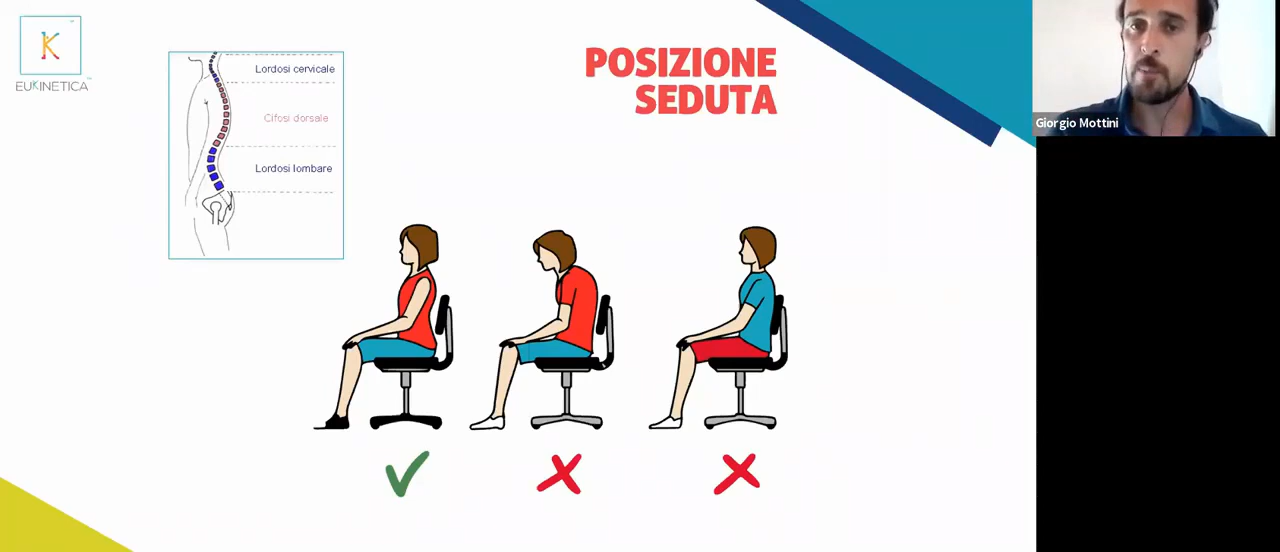 EUKINETICA
Lordosi cervicale
Cifosi dorsale
Lordosi lombare
POSIZIONE
SEDUTA
Giorgio Mottini